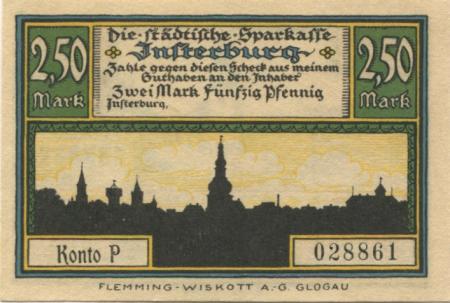 Die städtische Sparkasse
Insterburg
Zahle gegen diesen Scheck aus meinem
Guthaben an den Inhaber
Zwei Mark Fünfzig Pfennig
Insterburg,
2,50
Mark
2,50
Mark
Konto P
028861
FLEMMING-WISKOTT A.-G. GLOGAU